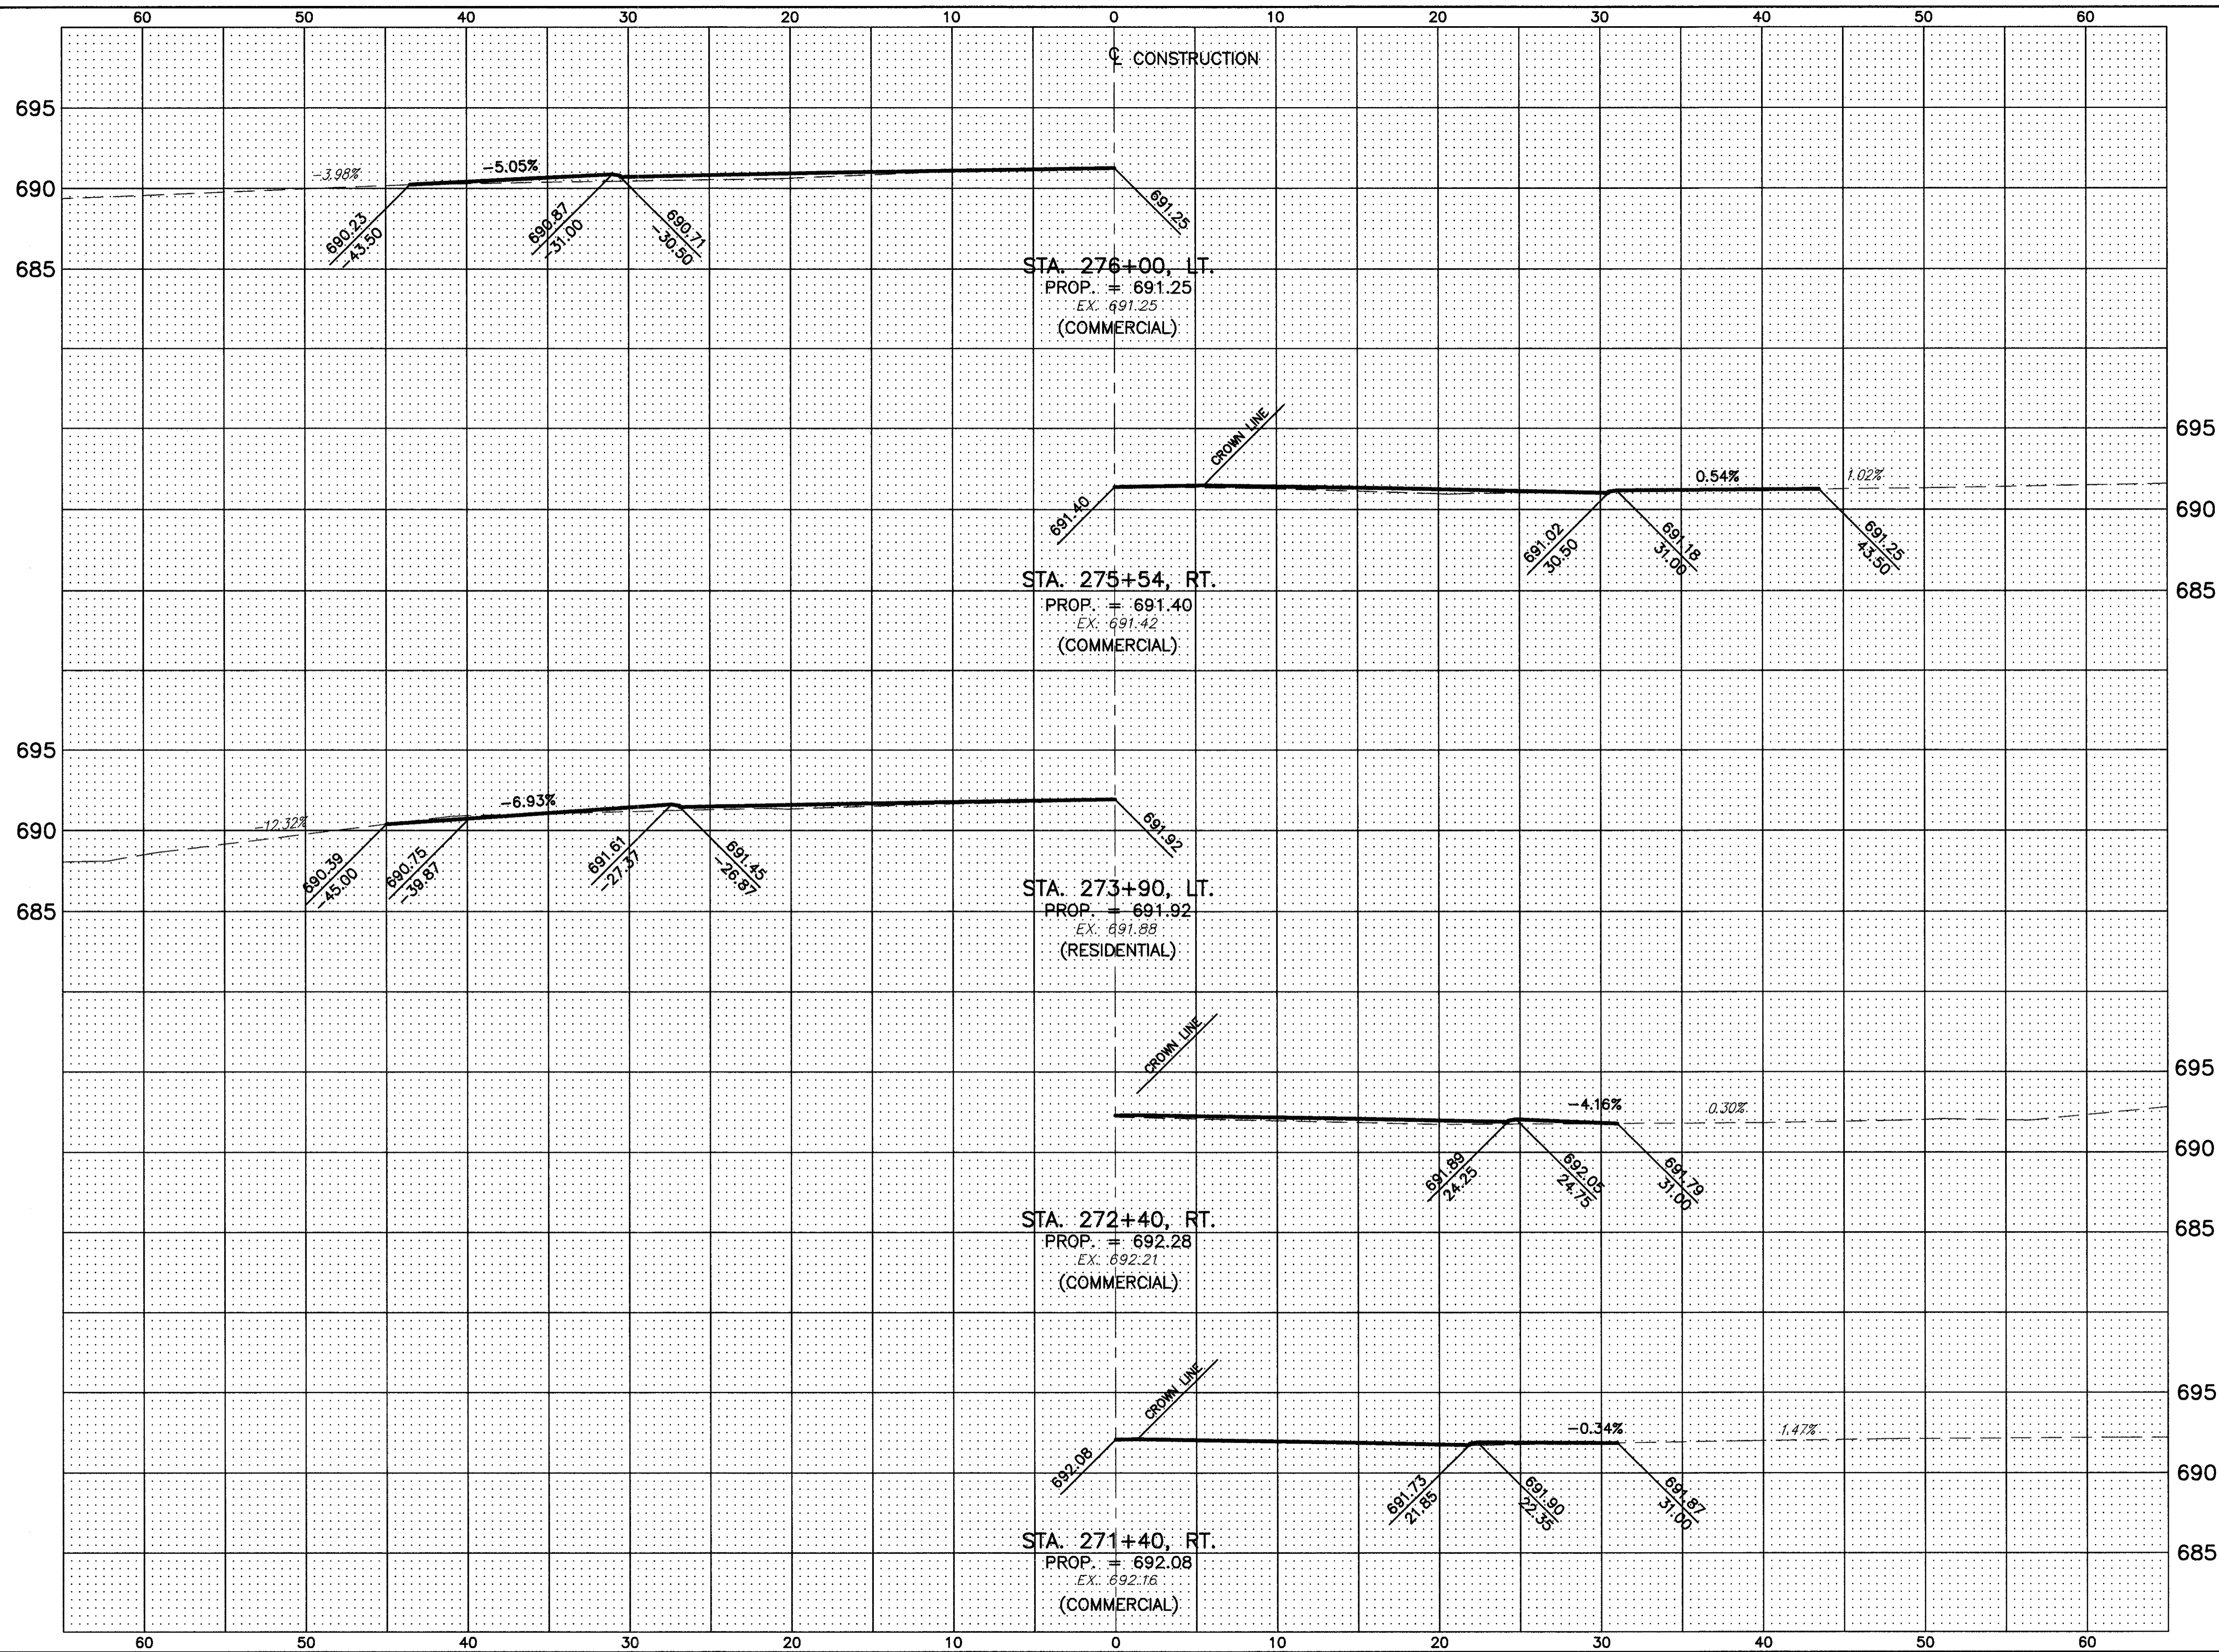 60 50 40 30 20 10 0 10 20 30 40 50 60
℄ CONSTRUCTION
695
690
685
-3.98%
-5.05%
690.23
-43.50
690.87
-31.00
690.71
-30.50
691.25
STA. 276+00, LT.
PROP. = 691.25
EX. 691.25
(COMMERCIAL)
CROWN LINE
695
690
685
0.54%
1.02%
691.40
691.02
30.50
691.18
31.00
691.25
43.50
STA. 275+54, RT.
PROP. = 691.40
EX. 691.42
(COMMERCIAL)
695
690
685
-12.32%
-6.93%
690.39
-45.00
690.75
-39.87
691.61
-27.37
691.45
-26.87
691.92
STA. 273+90, LT.
PROP. = 691.92
EX. 691.88
(RESIDENTIAL)
CROWN LINE
695
690
685
-4.16%
0.30%
691.89
24.25
692.05
24.75
691.79
31.00
STA. 272+40, RT.
PROP. = 692.28
EX. 692.21
(COMMERCIAL)
CROWN LINE
695
690
685
-0.34%
1.47%
692.08
691.73
21.85
691.90
22.35
691.87
31.00
STA. 271+40, RT.
PROP. = 692.08
EX. 692.16
(COMMERCIAL)
60 50 40 30 20 10 0 10 20 30 40 50 60